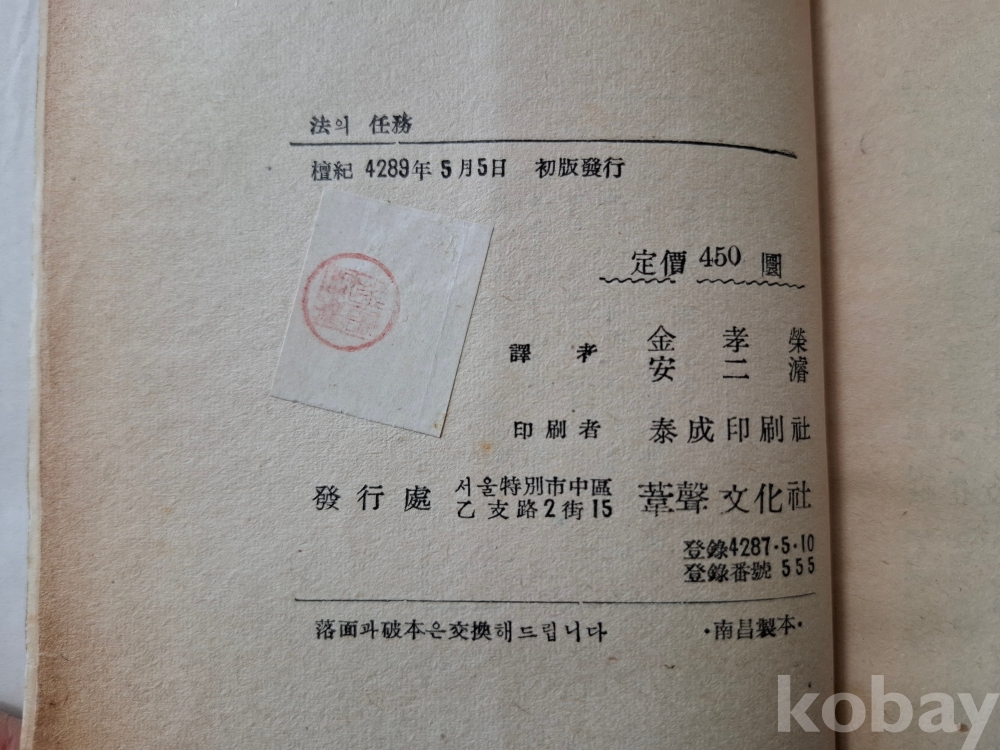 法의 任務
檀紀 4289年 5月5日 初版發行
定價 450 圜
譯者 金孝榮
安二濬
印刷者 泰成印刷社
發行處 서울特別市中區
乙支路2街15 葦聲文化社
登錄4287·5·10
登錄番號 555
落面과破本은交換해드립니다 ·南昌製本·
kobay